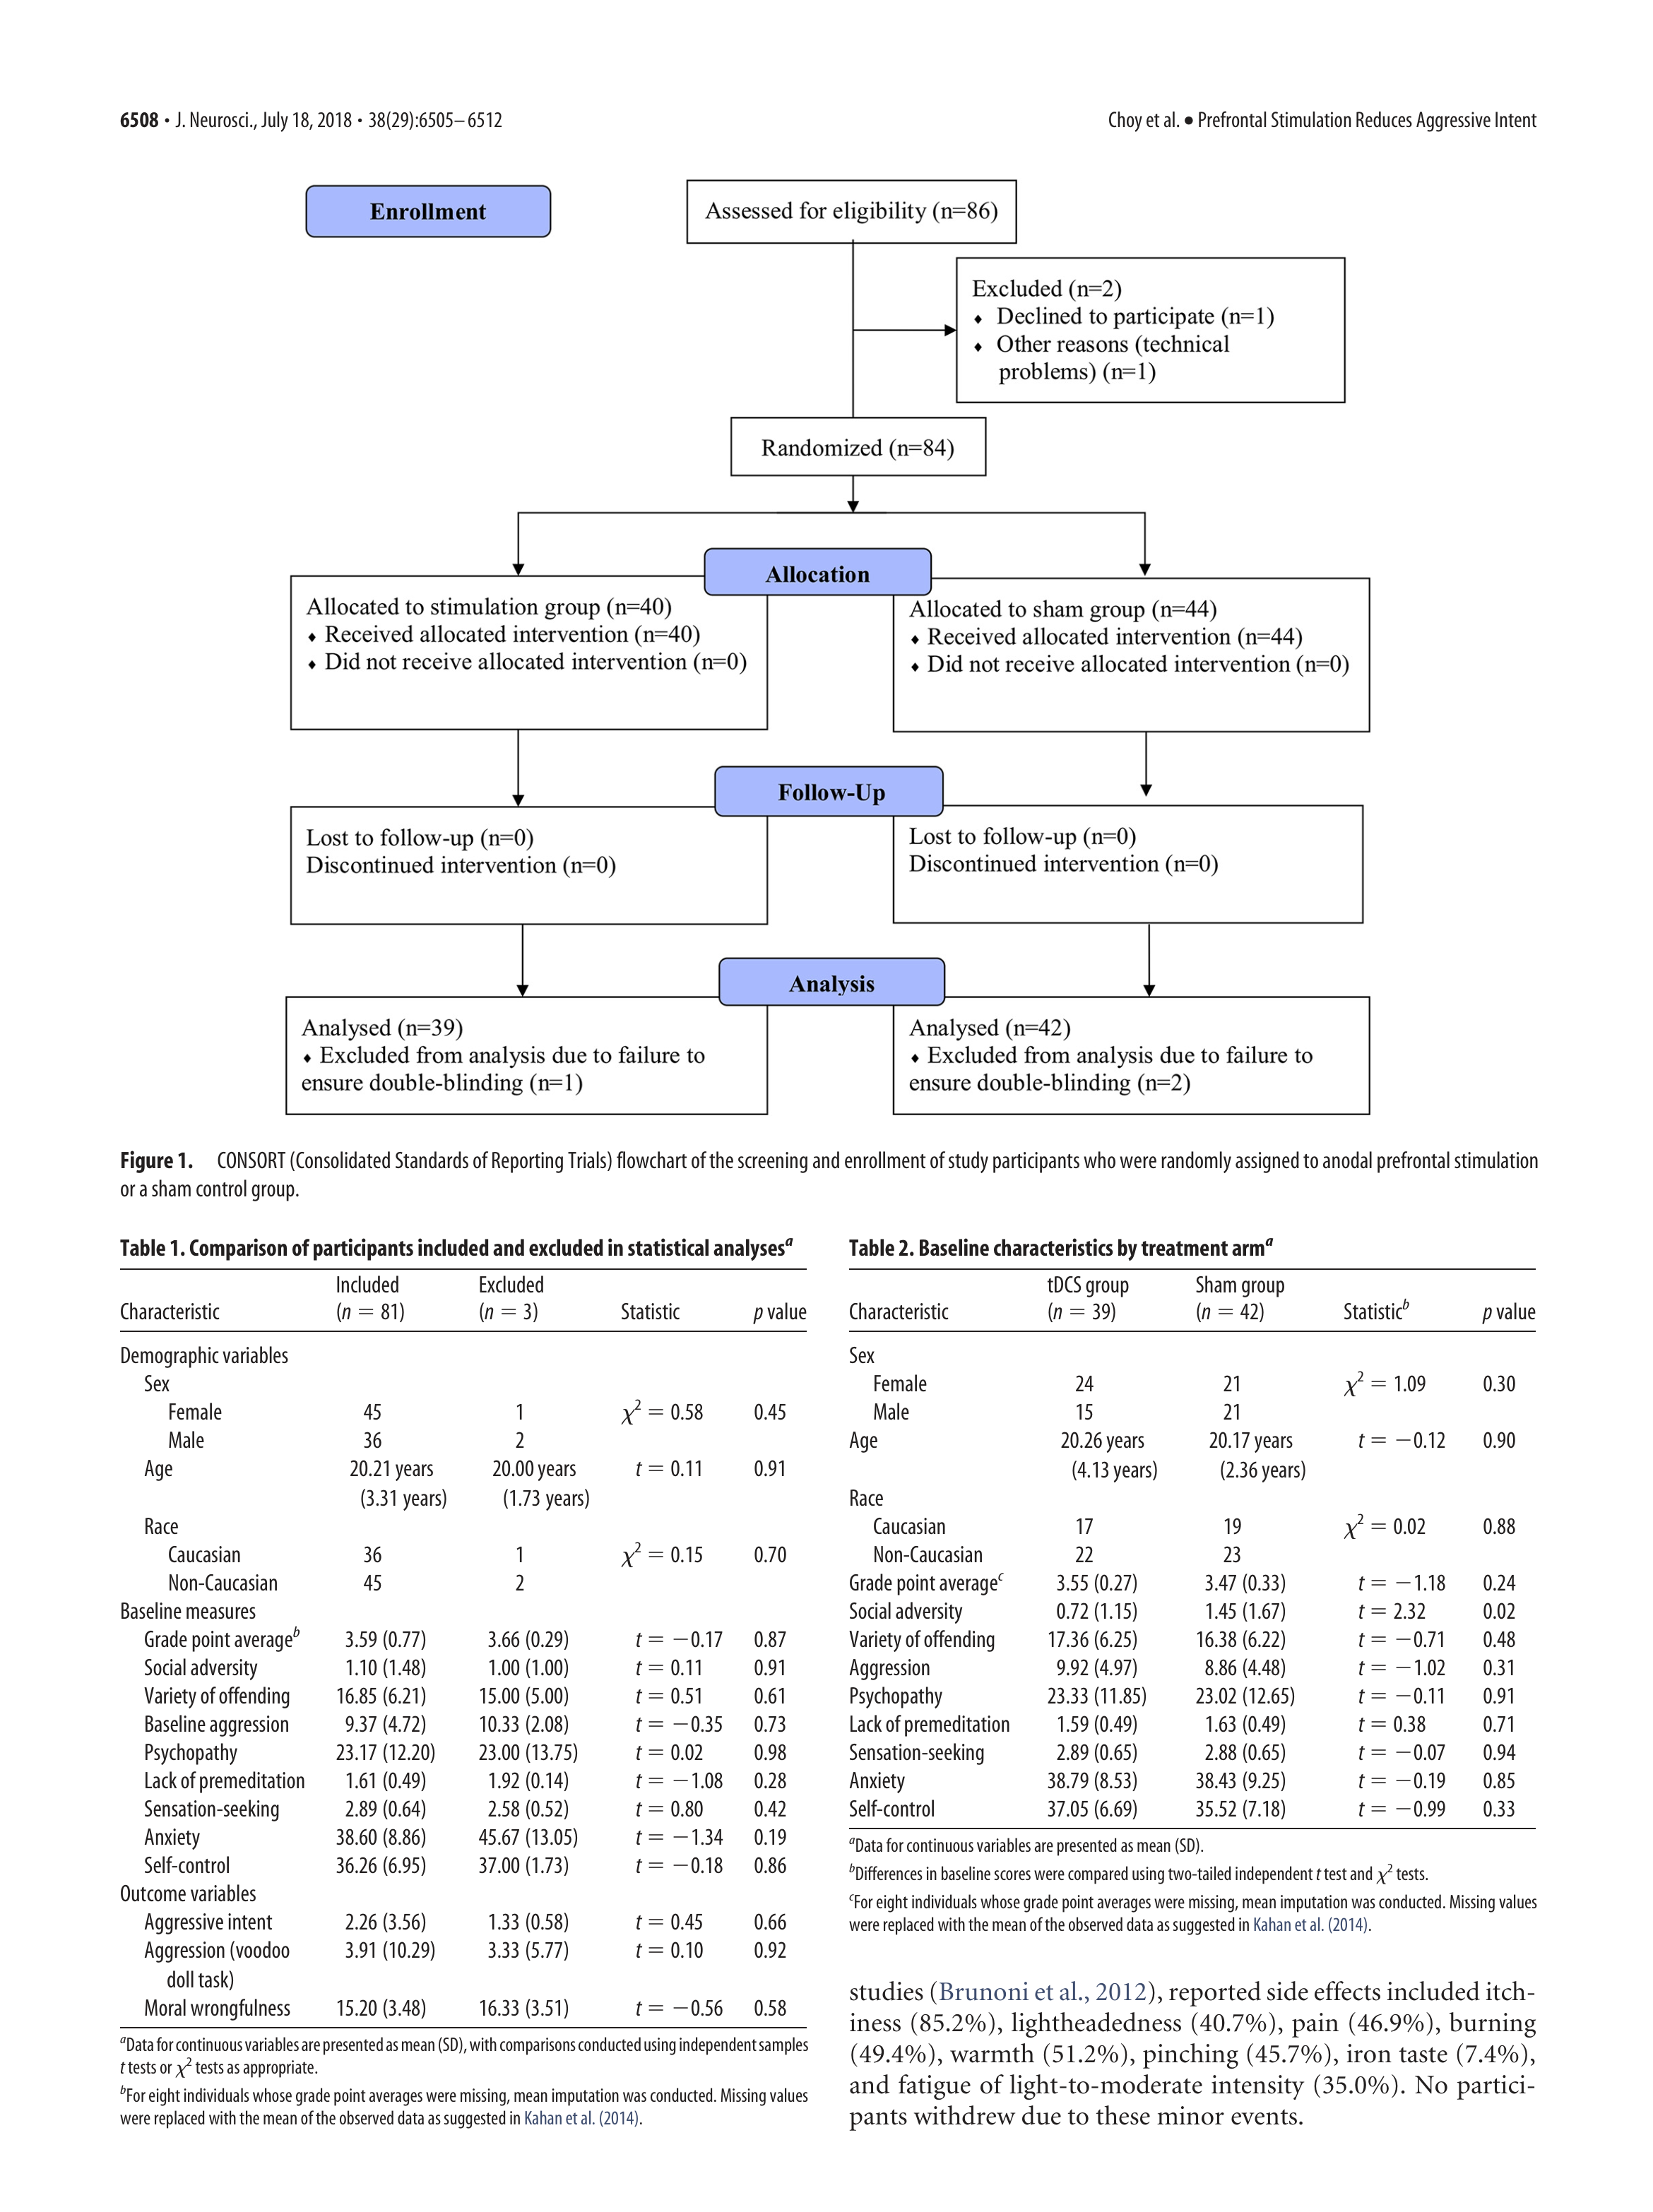 6508 • J. Neurosci., July 18, 2018 • 38(29):6505–6512
Choy et al. • Prefrontal Stimulation Reduces Aggressive Intent
Enrollment
Assessed for eligibility (n=86)
Excluded (n=2)
♦ Declined to participate (n=1)
♦ Other reasons (technical
problems) (n=1)
Randomized (n=84)
Allocation
Allocated to stimulation group (n=40)
♦ Received allocated intervention (n=40)
♦ Did not receive allocated intervention (n=0)
Allocated to sham group (n=44)
♦ Received allocated intervention (n=44)
♦ Did not receive allocated intervention (n=0)
Follow-Up
Lost to follow-up (n=0)
Discontinued intervention (n=0)
Lost to follow-up (n=0)
Discontinued intervention (n=0)
Analysis
Analysed (n=39)
♦ Excluded from analysis due to failure to
ensure double-blinding (n=1)
Analysed (n=42)
♦ Excluded from analysis due to failure to
ensure double-blinding (n=2)
Figure 1. CONSORT (Consolidated Standards of Reporting Trials) flowchart of the screening and enrollment of study participants who were randomly assigned to anodal prefrontal stimulation
or a sham control group.
Table 1. Comparison of participants included and excluded in statistical analyses^a
Included Excluded
Characteristic (n = 81) (n = 3) Statistic p value
Demographic variables
Sex
Female 45 1 χ² = 0.58 0.45
Male 36 2
Age 20.21 years 20.00 years t = 0.11 0.91
(3.31 years) (1.73 years)
Race
Caucasian 36 1 χ² = 0.15 0.70
Non-Caucasian 45 2
Baseline measures
Grade point average^b 3.59 (0.77) 3.66 (0.29) t = −0.17 0.87
Social adversity 1.10 (1.48) 1.00 (1.00) t = 0.11 0.91
Variety of offending 16.85 (6.21) 15.00 (5.00) t = 0.51 0.61
Baseline aggression 9.37 (4.72) 10.33 (2.08) t = −0.35 0.73
Psychopathy 23.17 (12.20) 23.00 (13.75) t = 0.02 0.98
Lack of premeditation 1.61 (0.49) 1.92 (0.14) t = −1.08 0.28
Sensation-seeking 2.89 (0.64) 2.58 (0.52) t = 0.80 0.42
Anxiety 38.60 (8.86) 45.67 (13.05) t = −1.34 0.19
Self-control 36.26 (6.95) 37.00 (1.73) t = −0.18 0.86
Outcome variables
Aggressive intent 2.26 (3.56) 1.33 (0.58) t = 0.45 0.66
Aggression (voodoo 3.91 (10.29) 3.33 (5.77) t = 0.10 0.92
doll task)
Moral wrongfulness 15.20 (3.48) 16.33 (3.51) t = −0.56 0.58
^aData for continuous variables are presented as mean (SD), with comparisons conducted using independent samples
t tests or χ² tests as appropriate.
^bFor eight individuals whose grade point averages were missing, mean imputation was conducted. Missing values
were replaced with the mean of the observed data as suggested in Kahan et al. (2014).
Table 2. Baseline characteristics by treatment arm^a
tDCS group Sham group
Characteristic (n = 39) (n = 42) Statistic^b p value
Sex
Female 24 21 χ² = 1.09 0.30
Male 15 21
Age 20.26 years 20.17 years t = −0.12 0.90
(4.13 years) (2.36 years)
Race
Caucasian 17 19 χ² = 0.02 0.88
Non-Caucasian 22 23
Grade point average^c 3.55 (0.27) 3.47 (0.33) t = −1.18 0.24
Social adversity 0.72 (1.15) 1.45 (1.67) t = 2.32 0.02
Variety of offending 17.36 (6.25) 16.38 (6.22) t = −0.71 0.48
Aggression 9.92 (4.97) 8.86 (4.48) t = −1.02 0.31
Psychopathy 23.33 (11.85) 23.02 (12.65) t = −0.11 0.91
Lack of premeditation 1.59 (0.49) 1.63 (0.49) t = 0.38 0.71
Sensation-seeking 2.89 (0.65) 2.88 (0.65) t = −0.07 0.94
Anxiety 38.79 (8.53) 38.43 (9.25) t = −0.19 0.85
Self-control 37.05 (6.69) 35.52 (7.18) t = −0.99 0.33
^aData for continuous variables are presented as mean (SD).
^bDifferences in baseline scores were compared using two-tailed independent t test and χ² tests.
^cFor eight individuals whose grade point averages were missing, mean imputation was conducted. Missing values
were replaced with the mean of the observed data as suggested in Kahan et al. (2014).
studies (Brunoni et al., 2012), reported side effects included itch-
iness (85.2%), lightheadedness (40.7%), pain (46.9%), burning
(49.4%), warmth (51.2%), pinching (45.7%), iron taste (7.4%),
and fatigue of light-to-moderate intensity (35.0%). No partici-
pants withdrew due to these minor events.